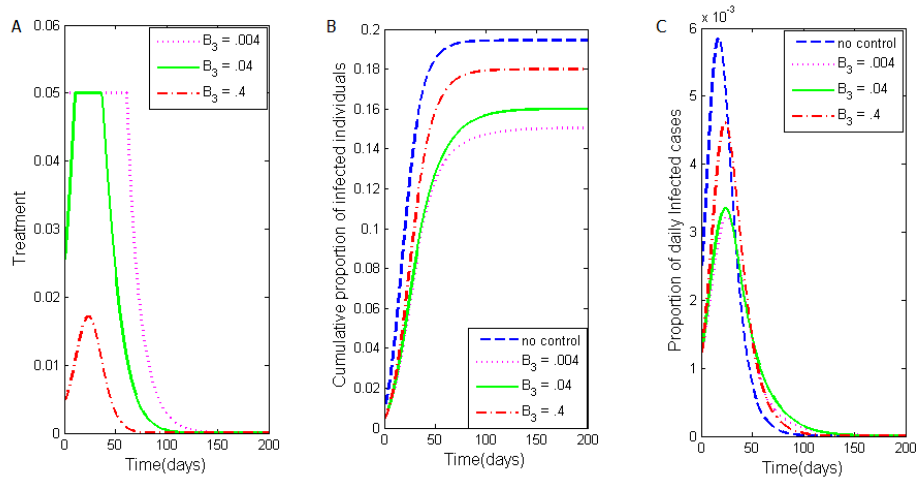 A
0.06
0.05
0.04
0.03
0.02
0.01
0
0
50
100
150
200
Treatment
Time(days)
B₃ = .004
B₃ = .04
B₃ = .4
B
0.2
0.18
0.16
0.14
0.12
0.1
0.08
0.06
0.04
0.02
0
0
50
100
150
200
Cumulative proportion of infected individuals
Time(days)
no control
B₃ = .004
B₃ = .04
B₃ = .4
C
x 10⁻³
6
5
4
3
2
1
0
0
50
100
150
200
Proportion of daily Infected cases
Time(days)
no control
B₃ = .004
B₃ = .04
B₃ = .4